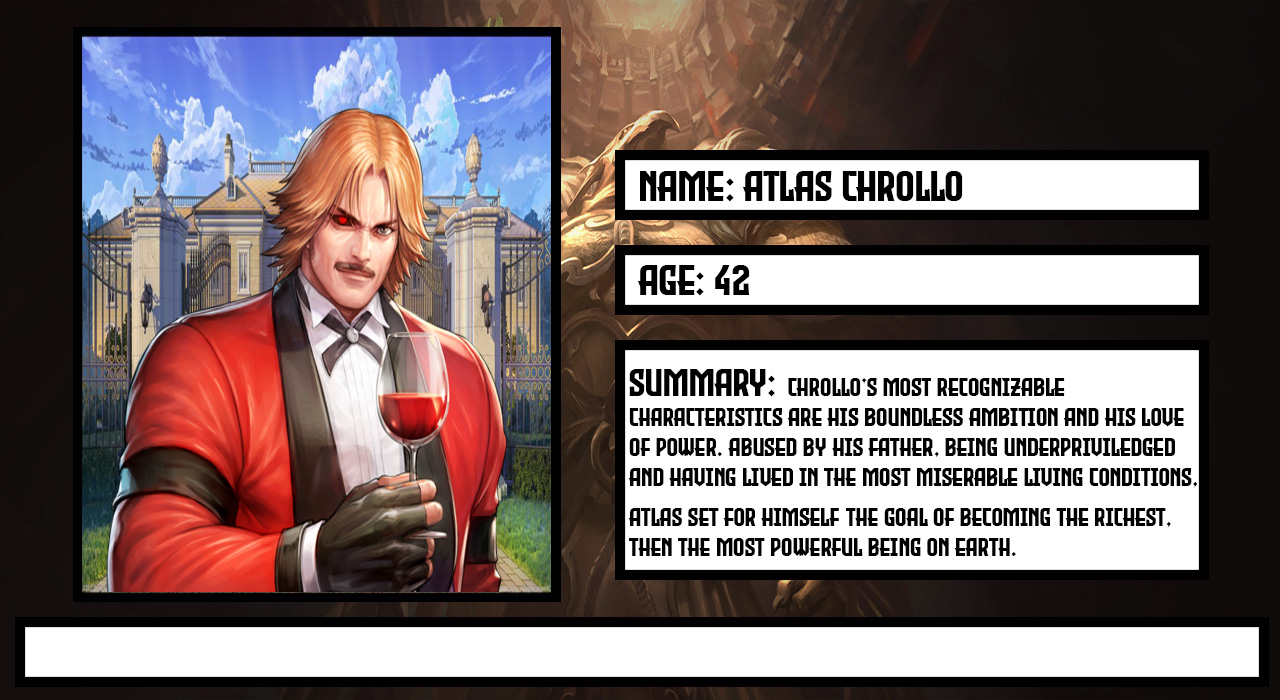 NAME: ATLAS CHROLLO
AGE: 42
SUMMARY: CHROLLO'S MOST RECOGNIZABLE
CHARACTERISTICS ARE HIS BOUNDLESS AMBITION AND HIS LOVE
OF POWER. ABUSED BY HIS FATHER, BEING UNDERPRIVILEDGED
AND HAVING LIVED IN THE MOST MISERABLE LIVING CONDITIONS,
ATLAS SET FOR HIMSELF THE GOAL OF BECOMING THE RICHEST,
THEN THE MOST POWERFUL BEING ON EARTH.